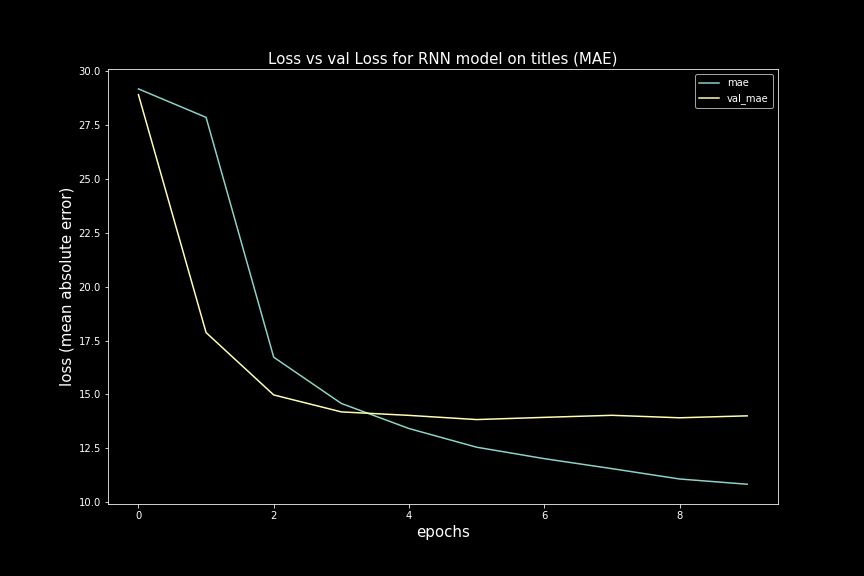 Loss vs val Loss for RNN model on titles (MAE)
mae
val_mae
loss (mean absolute error)
30.0
27.5
25.0
22.5
20.0
17.5
15.0
12.5
10.0
0 2 4 6 8
epochs